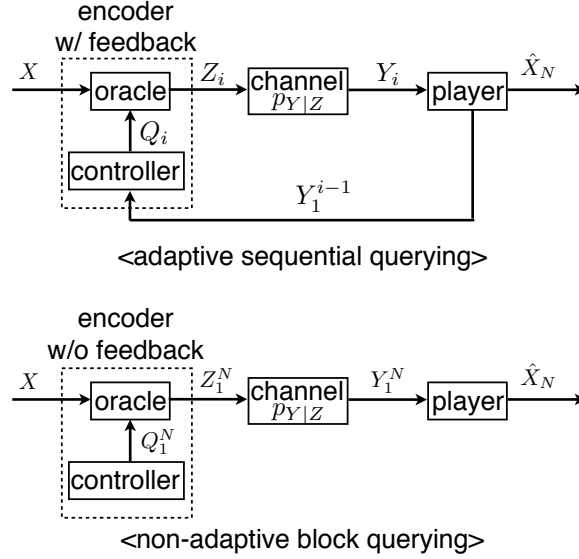 encoder
w/ feedback
X
oracle
Z_i
channel
p_{Y|Z}
Y_i
player
\hat{X}_N
Q_i
controller
Y_1^{i-1}
<adaptive sequential querying>
encoder
w/o feedback
X
oracle
Z_1^N
channel
p_{Y|Z}
Y_1^N
player
\hat{X}_N
Q_1^N
controller
<non-adaptive block querying>